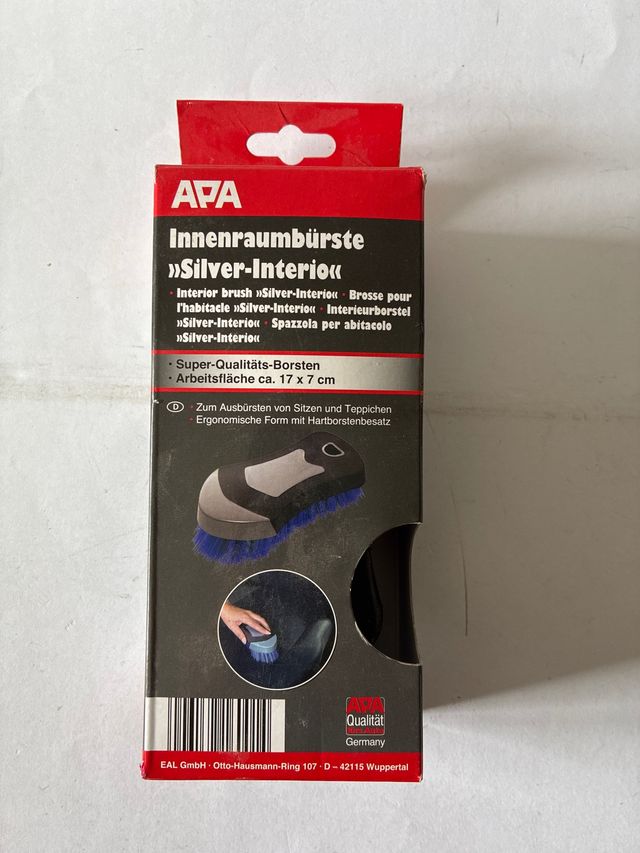 APA
Innenraumbürste
»Silver-Interio«
· Interior brush »Silver-Interio« · Brosse pour
l'habitacle »Silver-Interio« · Interieurborstel
»Silver-Interio« · Spazzola per abitacolo
»Silver-Interio«
· Super-Qualitäts-Borsten
· Arbeitsfläche ca. 17 x 7 cm
D · Zum Ausbürsten von Sitzen und Teppichen
· Ergonomische Form mit Hartborstenbesatz
APA
Qualität
fürs Auto
Germany
EAL GmbH · Otto-Hausmann-Ring 107 · D – 42115 Wuppertal